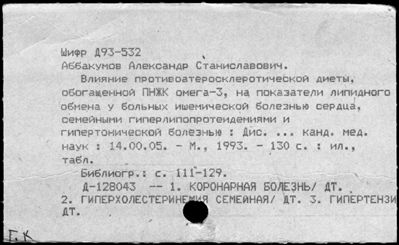 Шифр Д93-532
Аббакумов Александр Станиславович.
Влияние противоатеросклеротической диеты,
обогащенной ПНЖК омега-3, на показатели липидного
обмена у больных ишемической болезнью сердца,
семейными гиперлипопротеидемиями и
гипертонической болезнью : Дис. ... канд. мед.
наук : 14.00.05. - М., 1993. - 130 с. : ил.,
табл.
Библиогр.: с. 111-129.
Д-128043 -- 1. КОРОНАРНАЯ БОЛЕЗНЬ/ ДТ.
2. ГИПЕРХОЛЕСТЕРИНЕМИЯ СЕМЕЙНАЯ/ ДТ. 3. ГИПЕРТЕНЗИ
ДТ.
Г.К